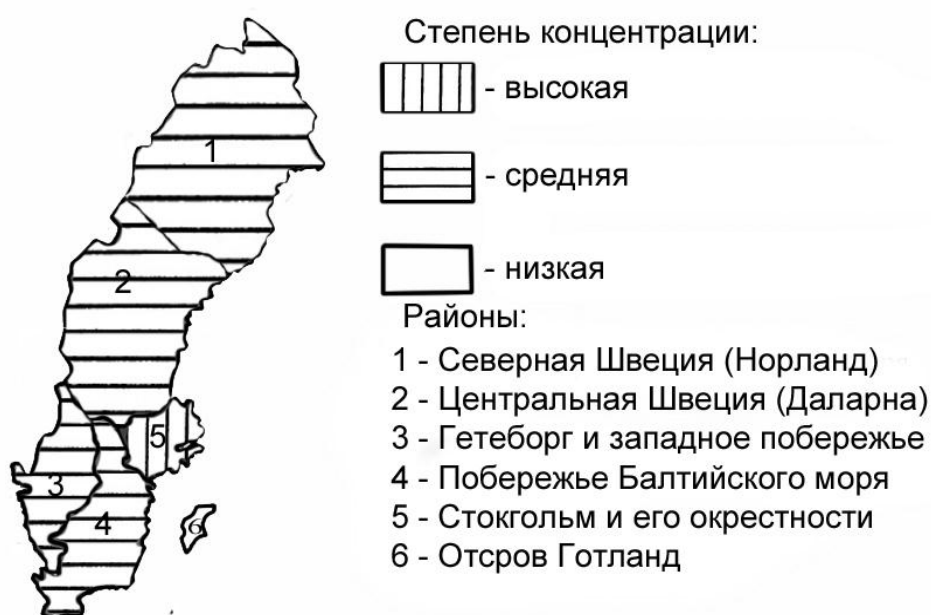 Степень концентрации:
- высокая
- средняя
- низкая
Районы:
1 - Северная Швеция (Норланд)
2 - Центральная Швеция (Даларна)
3 - Гетеборг и западное побережье
4 - Побережье Балтийского моря
5 - Стокгольм и его окрестности
6 - Отсров Готланд
1
2
5
3
4
6